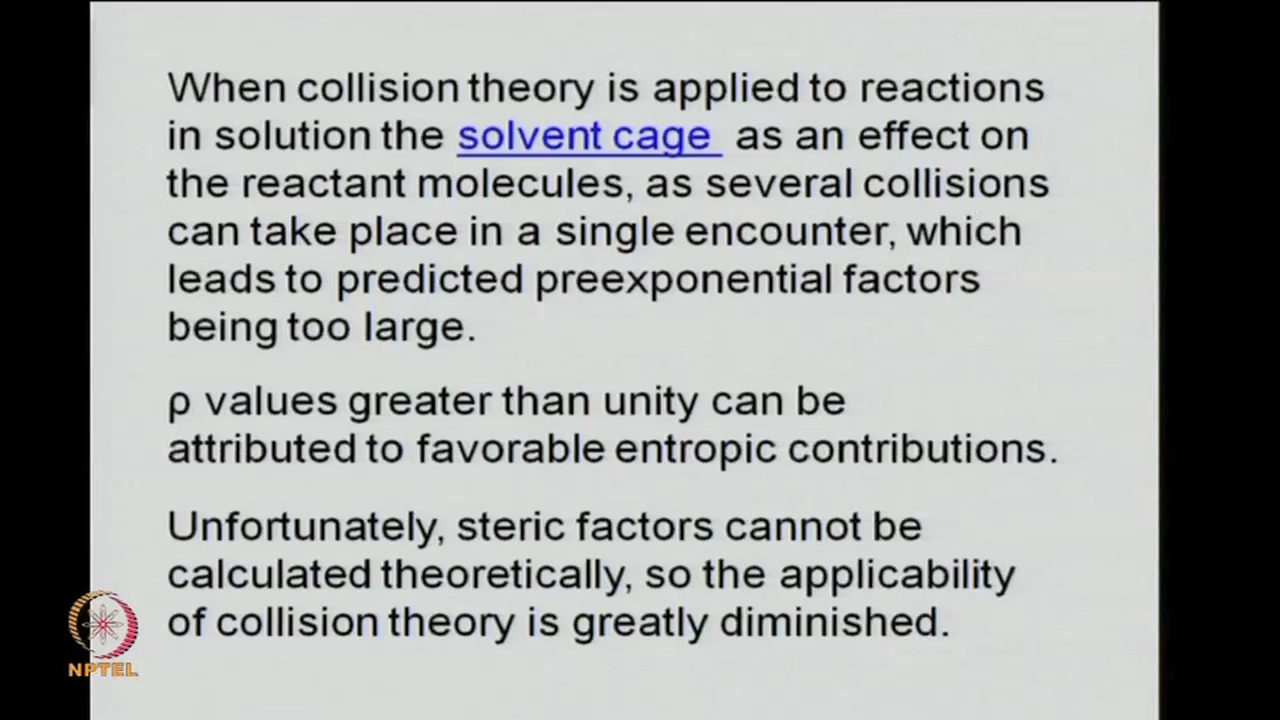 When collision theory is applied to reactions
in solution the solvent cage as an effect on
the reactant molecules, as several collisions
can take place in a single encounter, which
leads to predicted preexponential factors
being too large.
ρ values greater than unity can be
attributed to favorable entropic contributions.
Unfortunately, steric factors cannot be
calculated theoretically, so the applicability
of collision theory is greatly diminished.
NPTEL